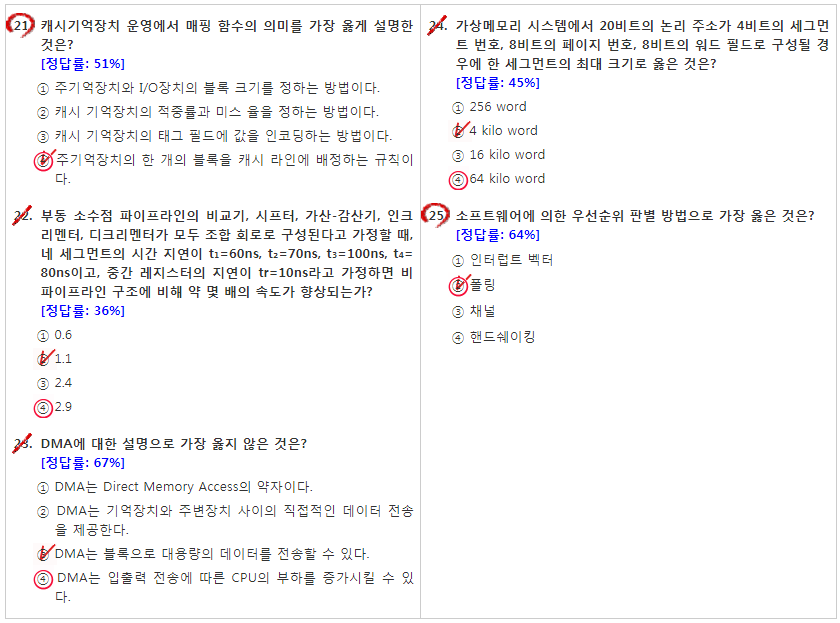 21. 캐시기억장치 운영에서 매핑 함수의 의미를 가장 옳게 설명한
것은?
[정답률: 51%]
① 주기억장치와 I/O장치의 블록 크기를 정하는 방법이다.
② 캐시 기억장치의 적중률과 미스 율을 정하는 방법이다.
③ 캐시 기억장치의 태그 필드에 값을 인코딩하는 방법이다.
④ 주기억장치의 한 개의 블록을 캐시 라인에 배정하는 규칙이
다.
22. 부동 소수점 파이프라인의 비교기, 시프터, 가산-감산기, 인크
리멘터, 디크리멘터가 모두 조합 회로로 구성된다고 가정할 때,
네 세그먼트의 시간 지연이 t₁=60ns, t₂=70ns, t₃=100ns, t₄=
80ns이고, 중간 레지스터의 지연이 tr=10ns라고 가정하면 비
파이프라인 구조에 비해 약 몇 배의 속도가 향상되는가?
[정답률: 36%]
① 0.6
② 1.1
③ 2.4
④ 2.9
23. DMA에 대한 설명으로 가장 옳지 않은 것은?
[정답률: 67%]
① DMA는 Direct Memory Access의 약자이다.
② DMA는 기억장치와 주변장치 사이의 직접적인 데이터 전송
을 제공한다.
③ DMA는 블록으로 대용량의 데이터를 전송할 수 있다.
④ DMA는 입출력 전송에 따른 CPU의 부하를 증가시킬 수 있
다.
24. 가상메모리 시스템에서 20비트의 논리 주소가 4비트의 세그먼
트 번호, 8비트의 페이지 번호, 8비트의 워드 필드로 구성될 경
우에 한 세그먼트의 최대 크기로 옳은 것은?
[정답률: 45%]
① 256 word
② 4 kilo word
③ 16 kilo word
④ 64 kilo word
25. 소프트웨어에 의한 우선순위 판별 방법으로 가장 옳은 것은?
[정답률: 64%]
① 인터럽트 벡터
② 폴링
③ 채널
④ 핸드쉐이킹